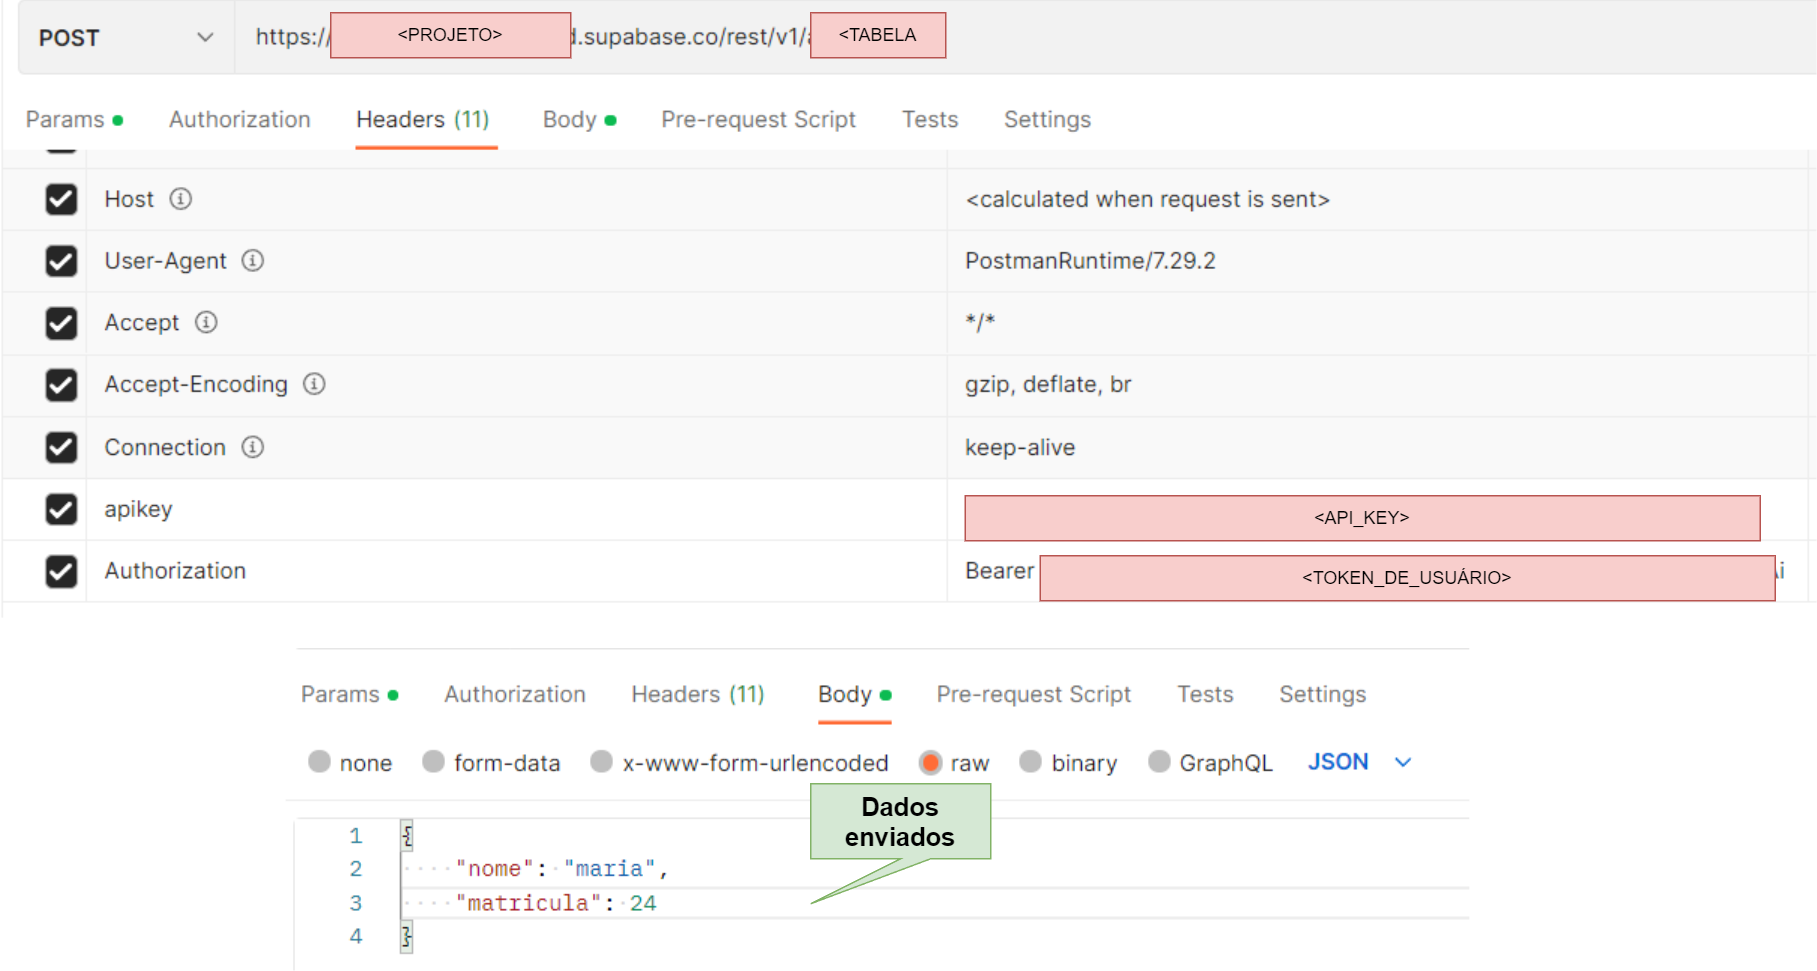 POST https:// <PROJETO> d.supabase.co/rest/v1/a <TABELA
Params Authorization Headers (11) Body Pre-request Script Tests Settings
Host <calculated when request is sent>
User-Agent PostmanRuntime/7.29.2
Accept */*
Accept-Encoding gzip, deflate, br
Connection keep-alive
apikey <API_KEY>
Authorization Bearer <TOKEN_DE_USUÁRIO> Ai
Params Authorization Headers (11) Body Pre-request Script Tests Settings
none form-data x-www-form-urlencoded raw binary GraphQL JSON
Dados
enviados
1 {
2 "nome": "maria",
3 "matricula": 24
4 }